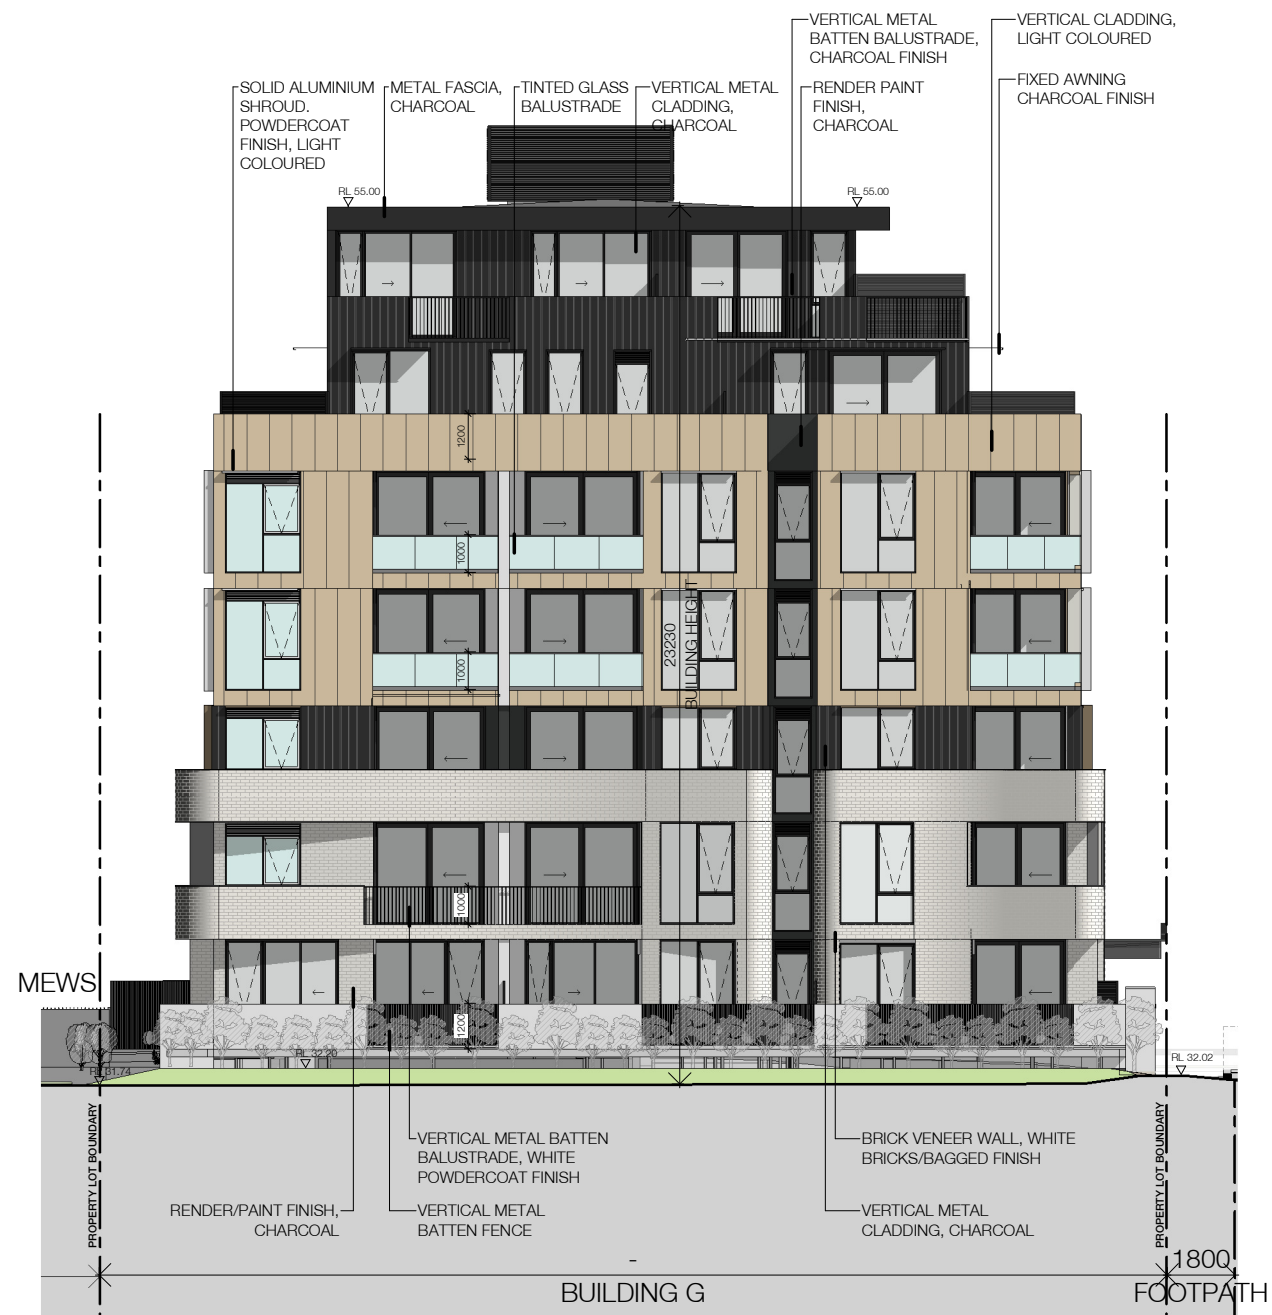 VERTICAL METAL
BATTEN BALUSTRADE,
CHARCOAL FINISH
VERTICAL CLADDING,
LIGHT COLOURED
SOLID ALUMINIUM
SHROUD.
POWDERCOAT
FINISH, LIGHT
COLOURED
METAL FASCIA,
CHARCOAL
TINTED GLASS
BALUSTRADE
VERTICAL METAL
CLADDING,
CHARCOAL
RENDER PAINT
FINISH,
CHARCOAL
FIXED AWNING
CHARCOAL FINISH
RL 55.00
RL 55.00
1200
1000
1000
23230
BUILDING HEIGHT
1000
MEWS
1200
RL 32.20
RL 31.74
RL 32.02
PROPERTY LOT BOUNDARY
PROPERTY LOT BOUNDARY
VERTICAL METAL BATTEN
BALUSTRADE, WHITE
POWDERCOAT FINISH
BRICK VENEER WALL, WHITE
BRICKS/BAGGED FINISH
RENDER/PAINT FINISH,
CHARCOAL
VERTICAL METAL
BATTEN FENCE
VERTICAL METAL
CLADDING, CHARCOAL
-
1800
BUILDING G
FOOTPATH